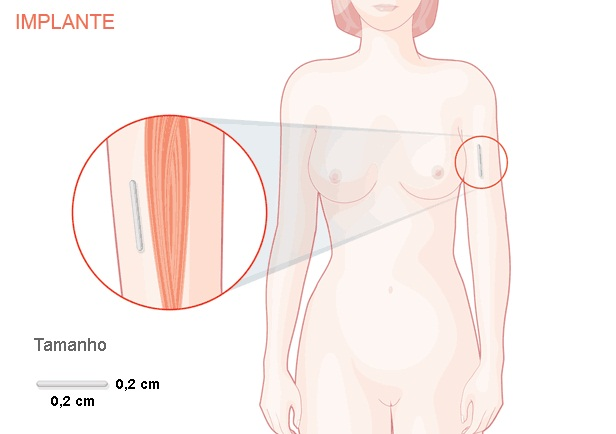 IMPLANTE
Tamanho
0,2 cm
0,2 cm